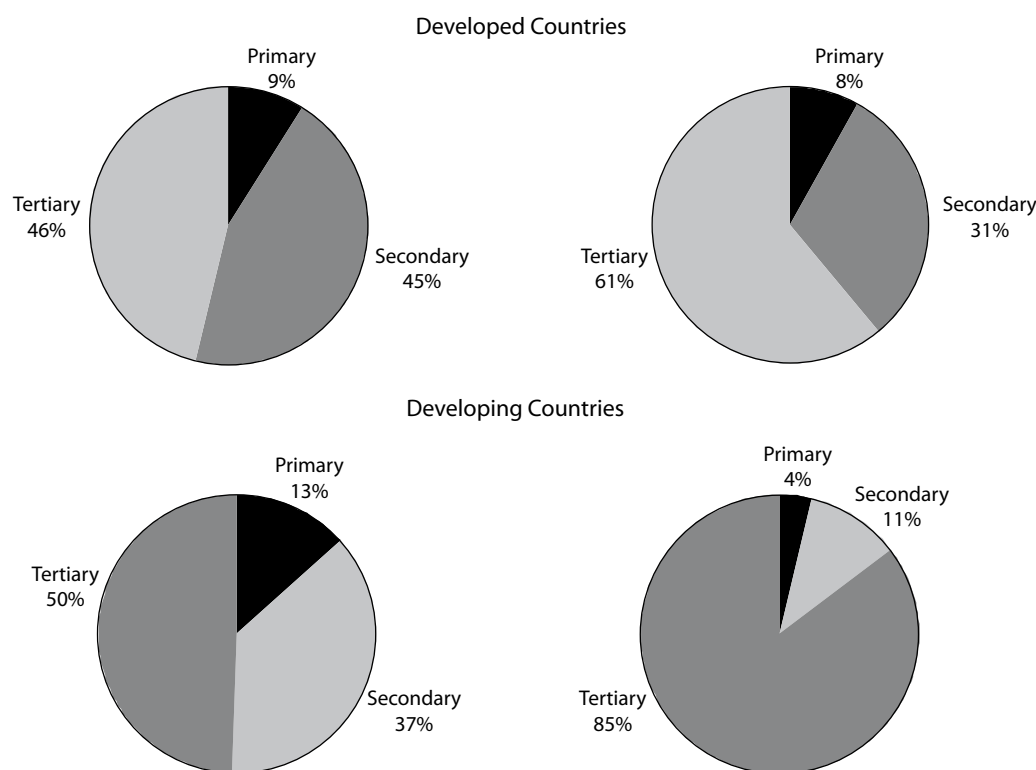 Developed Countries
Primary
9%
Tertiary
46%
Secondary
45%
Primary
8%
Secondary
31%
Tertiary
61%
Developing Countries
Primary
13%
Tertiary
50%
Secondary
37%
Primary
4%
Secondary
11%
Tertiary
85%